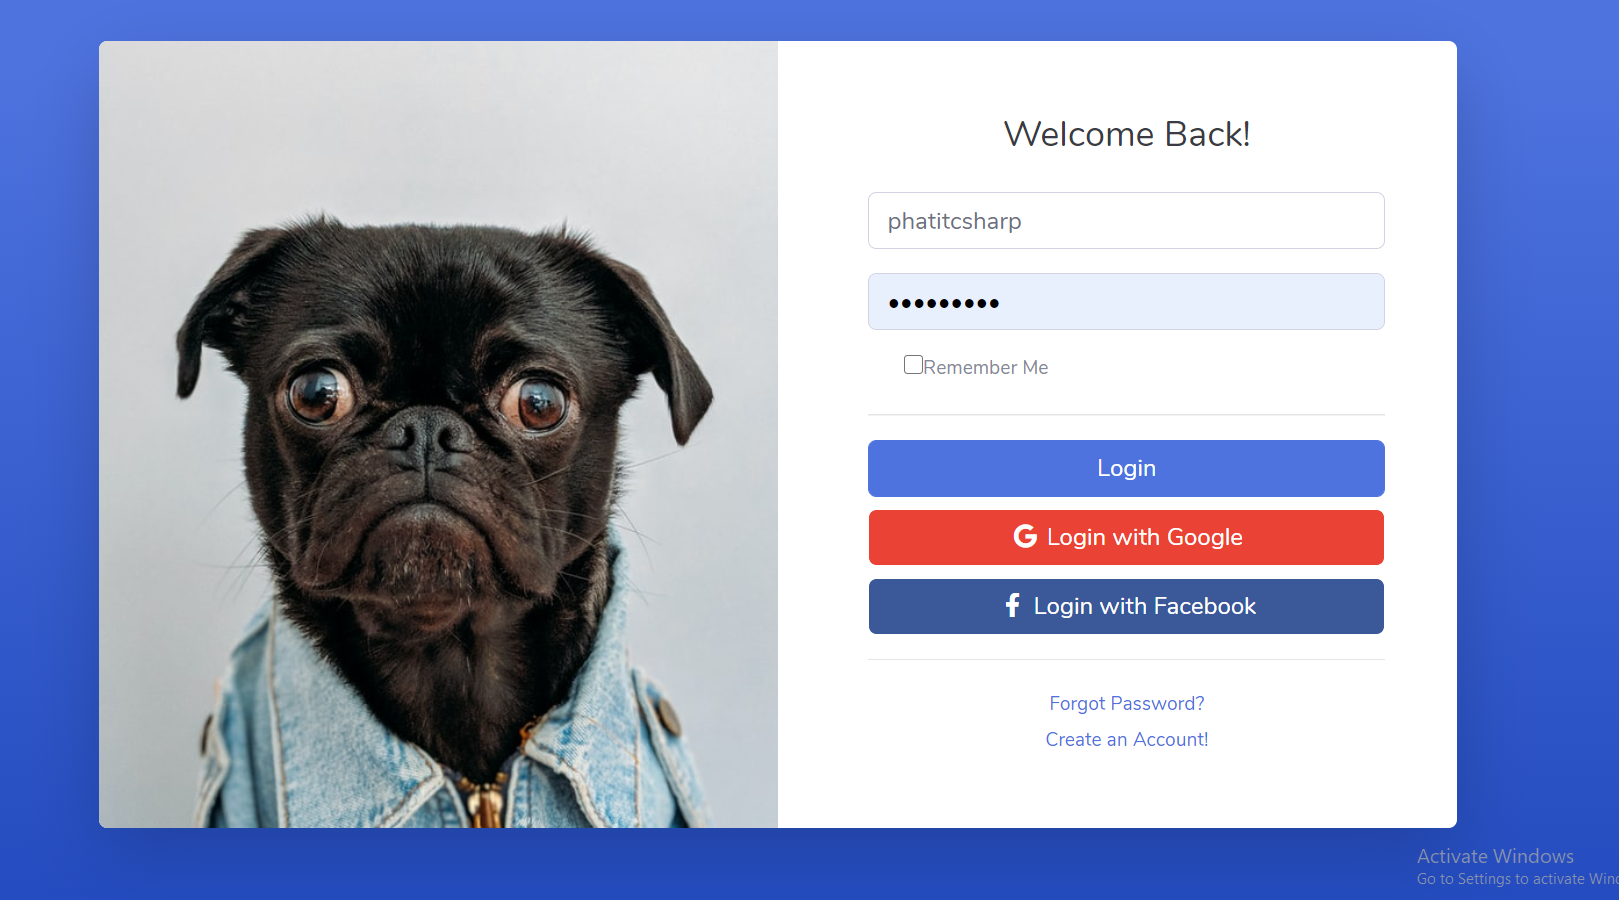 Welcome Back!
phatitcsharp
•••••••••
Remember Me
Login
Login with Google
Login with Facebook
Forgot Password?
Create an Account!
Activate Windows
Go to Settings to activate